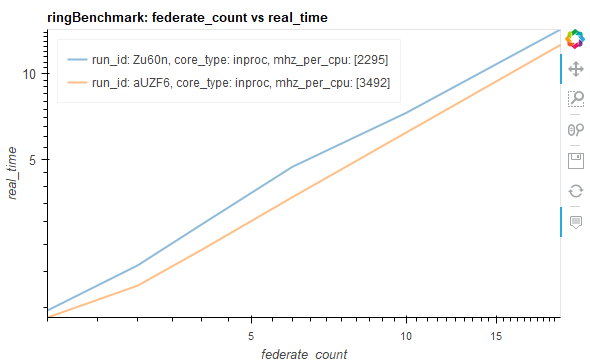 ringBenchmark: federate_count vs real_time
run_id: Zu60n, core_type: inproc, mhz_per_cpu: [2295]
run_id: aUZF6, core_type: inproc, mhz_per_cpu: [3492]
10
5
real_time
5
10
15
federate_count